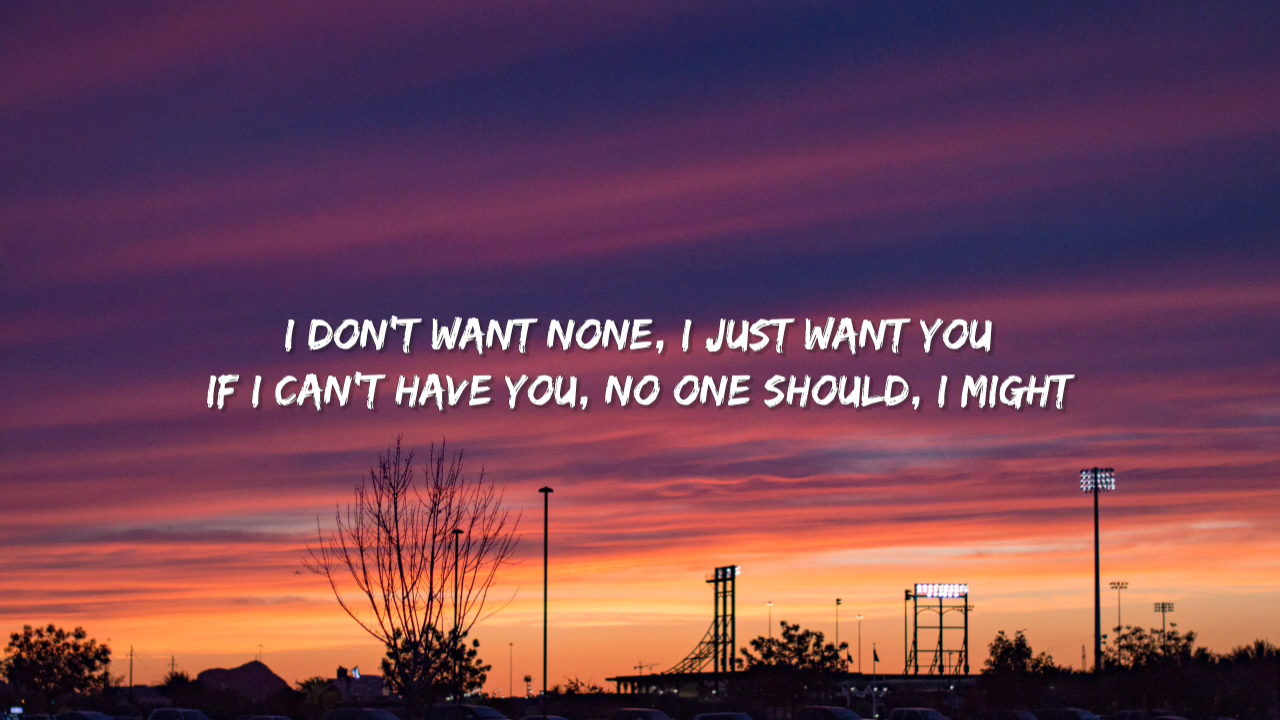 I DON'T WANT NONE, I JUST WANT YOU
IF I CAN'T HAVE YOU, NO ONE SHOULD, I MIGHT